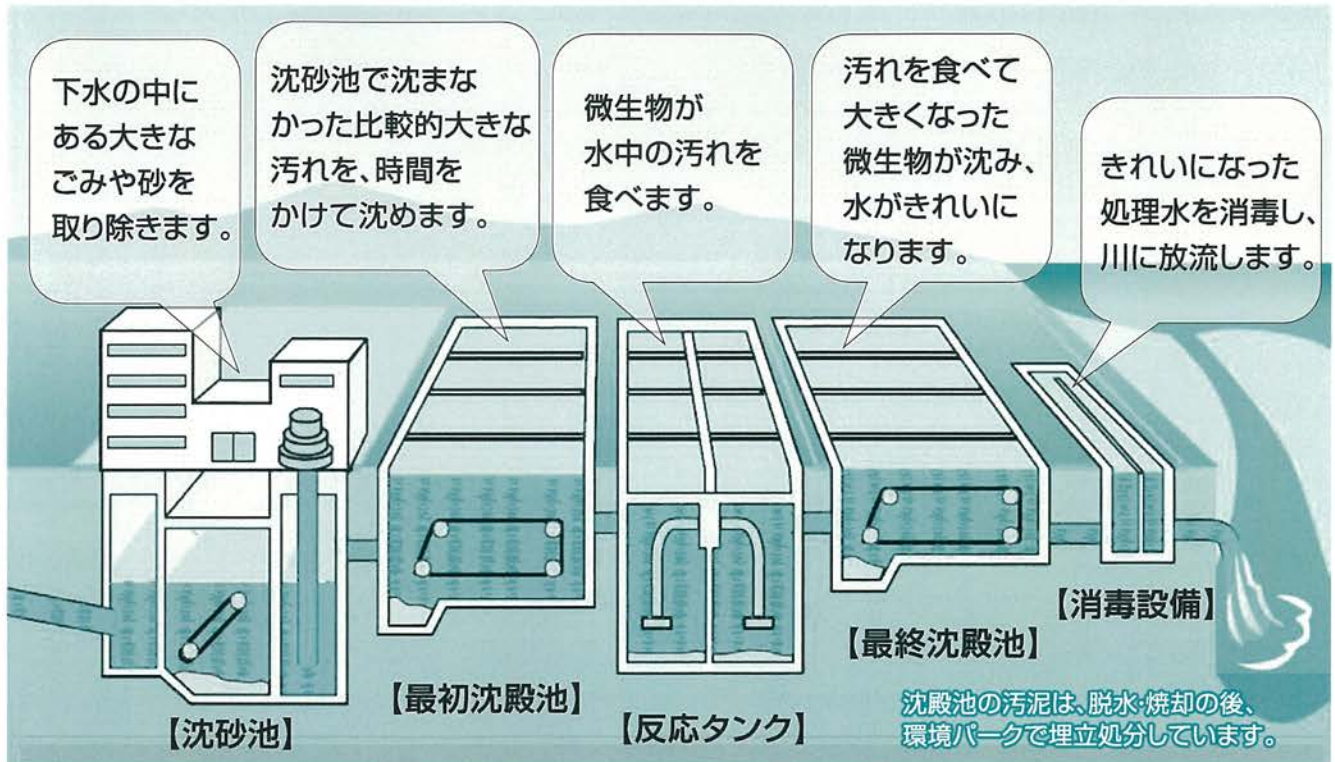 下水の中に
ある大きな
ごみや砂を
取り除きます。
沈砂池で沈まな
かった比較的大きな
汚れを、時間を
かけて沈めます。
微生物が
水中の汚れを
食べます。
汚れを食べて
大きくなった
微生物が沈み、
水がきれいに
なります。
きれいになった
処理水を消毒し、
川に放流します。
【沈砂池】
【最初沈殿池】
【反応タンク】
【最終沈殿池】
【消毒設備】
沈殿池の汚泥は、脱水・焼却の後、
環境パークで埋立処分しています。